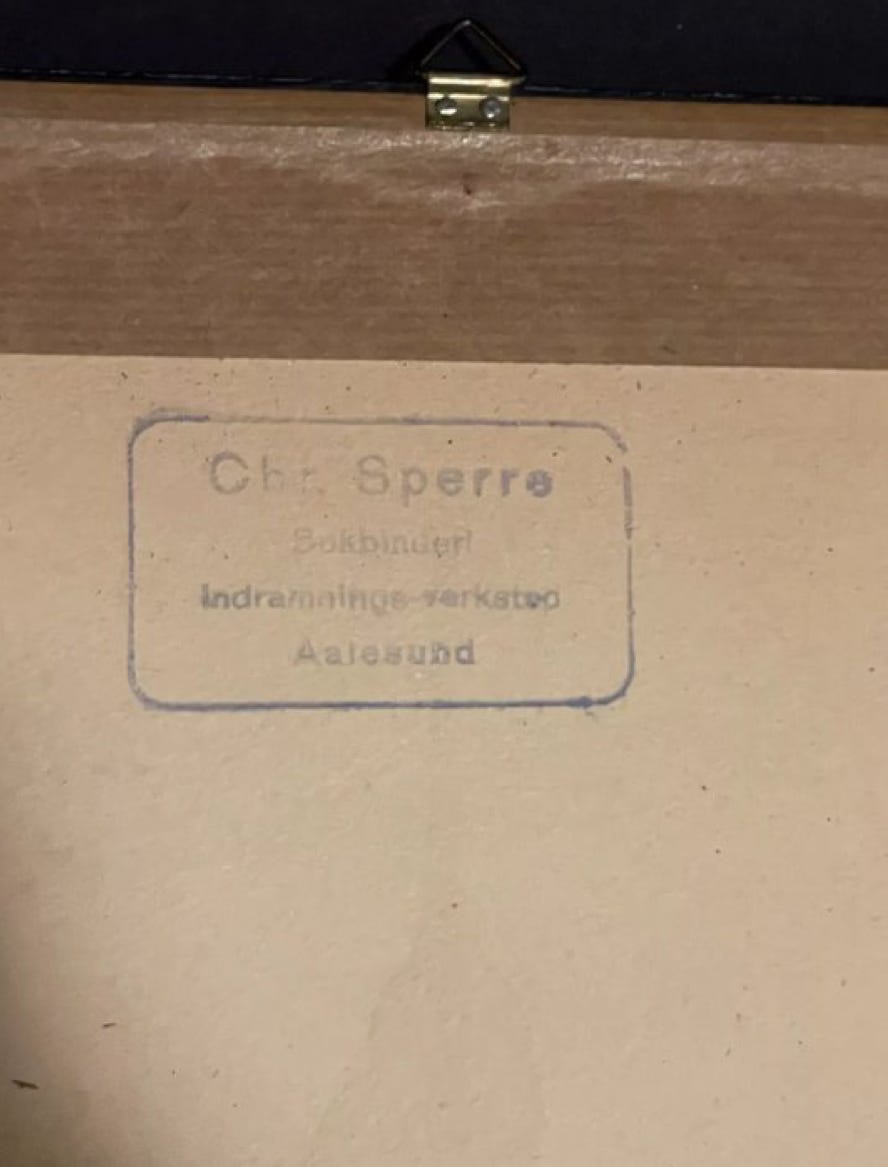 Chr. Sperre
Bokbinderi
Indramnings-verksted
Aalesund